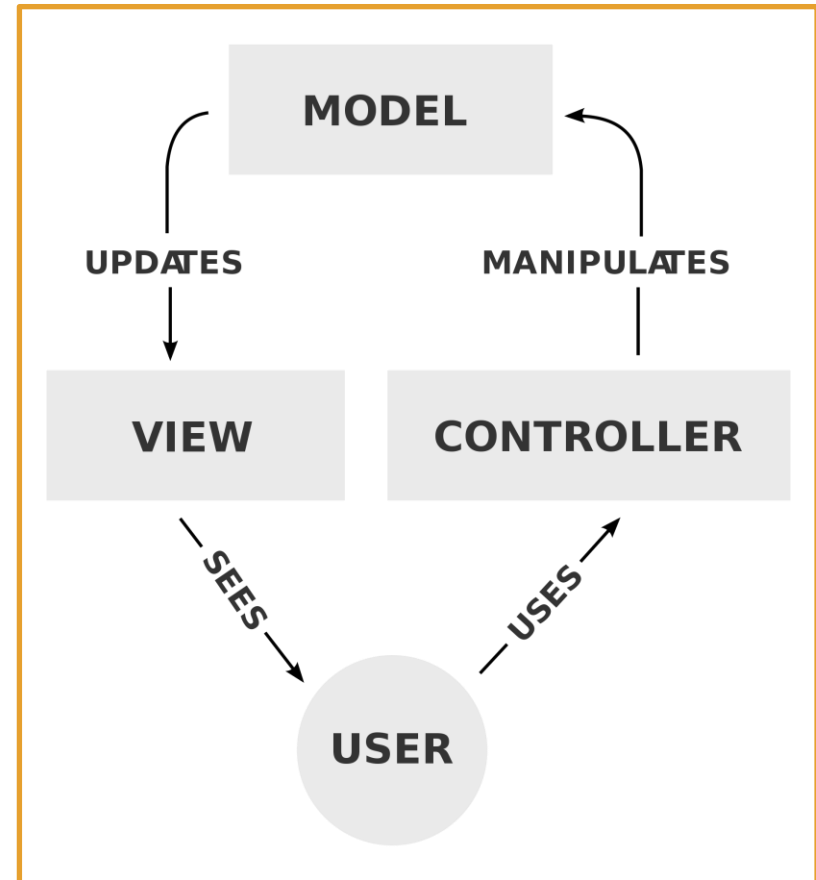 MODEL
UPDATES
MANIPULATES
VIEW
CONTROLLER
SEES
USES
USER